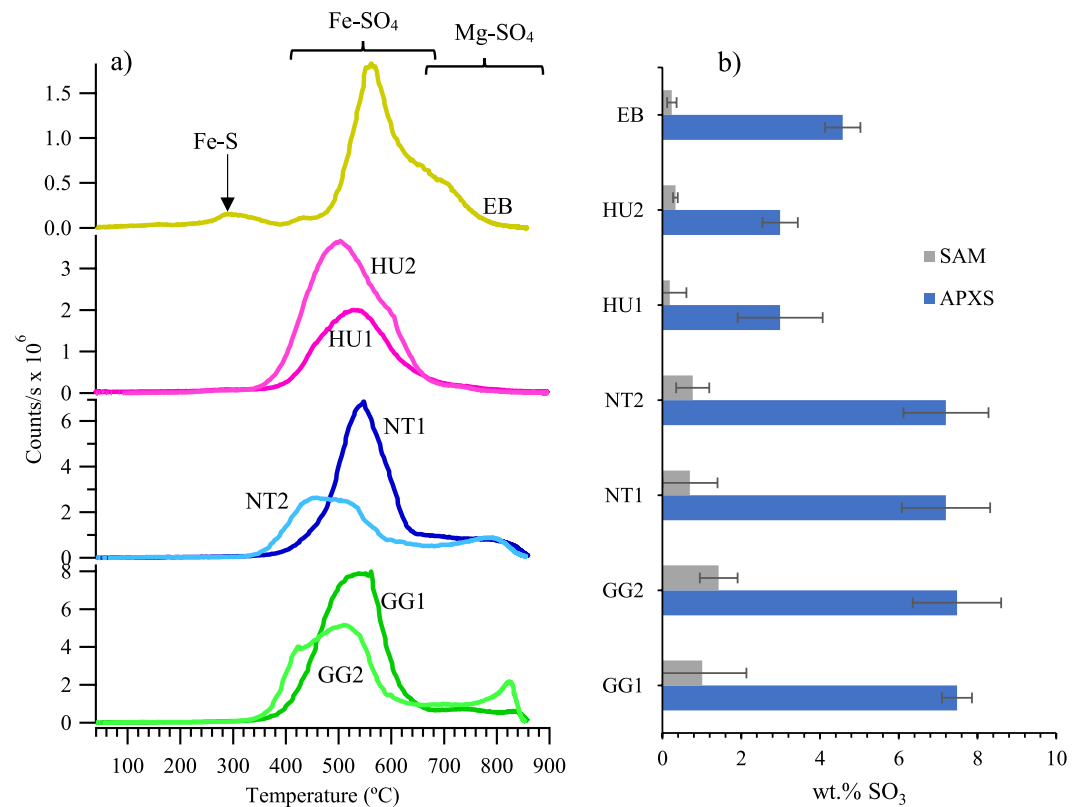 a)
Fe-SO₄
Mg-SO₄
Fe-S
EB
1.5
1.0
0.5
0.0
HU2
HU1
3
2
1
0
NT1
NT2
6
4
2
0
GG1
GG2
8
6
4
2
0
Counts/s x 10⁶
100 200 300 400 500 600 700 800 900
Temperature (ºC)
b)
EB
HU2
HU1
NT2
NT1
GG2
GG1
SAM
APXS
0 2 4 6 8 10
wt.% SO₃